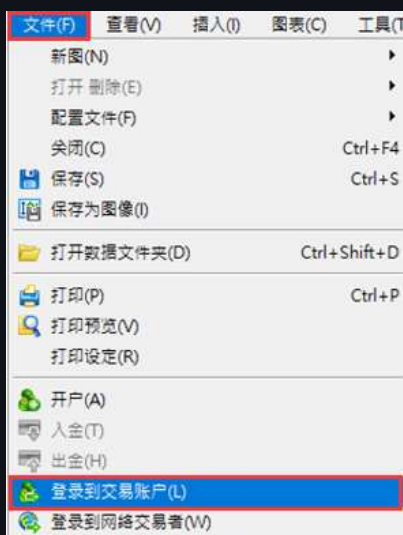 文件(F) 查看(V) 插入(I) 图表(C) 工具(T
新图(N)
打开 删除(E)
配置文件(F)
关闭(C) Ctrl+F4
保存(S) Ctrl+S
保存为图像(I)
打开数据文件夹(D) Ctrl+Shift+D
打印(P) Ctrl+P
打印预览(V)
打印设定(R)
开户(A)
入金(T)
出金(H)
登录到交易账户(L)
登录到网络交易者(W)